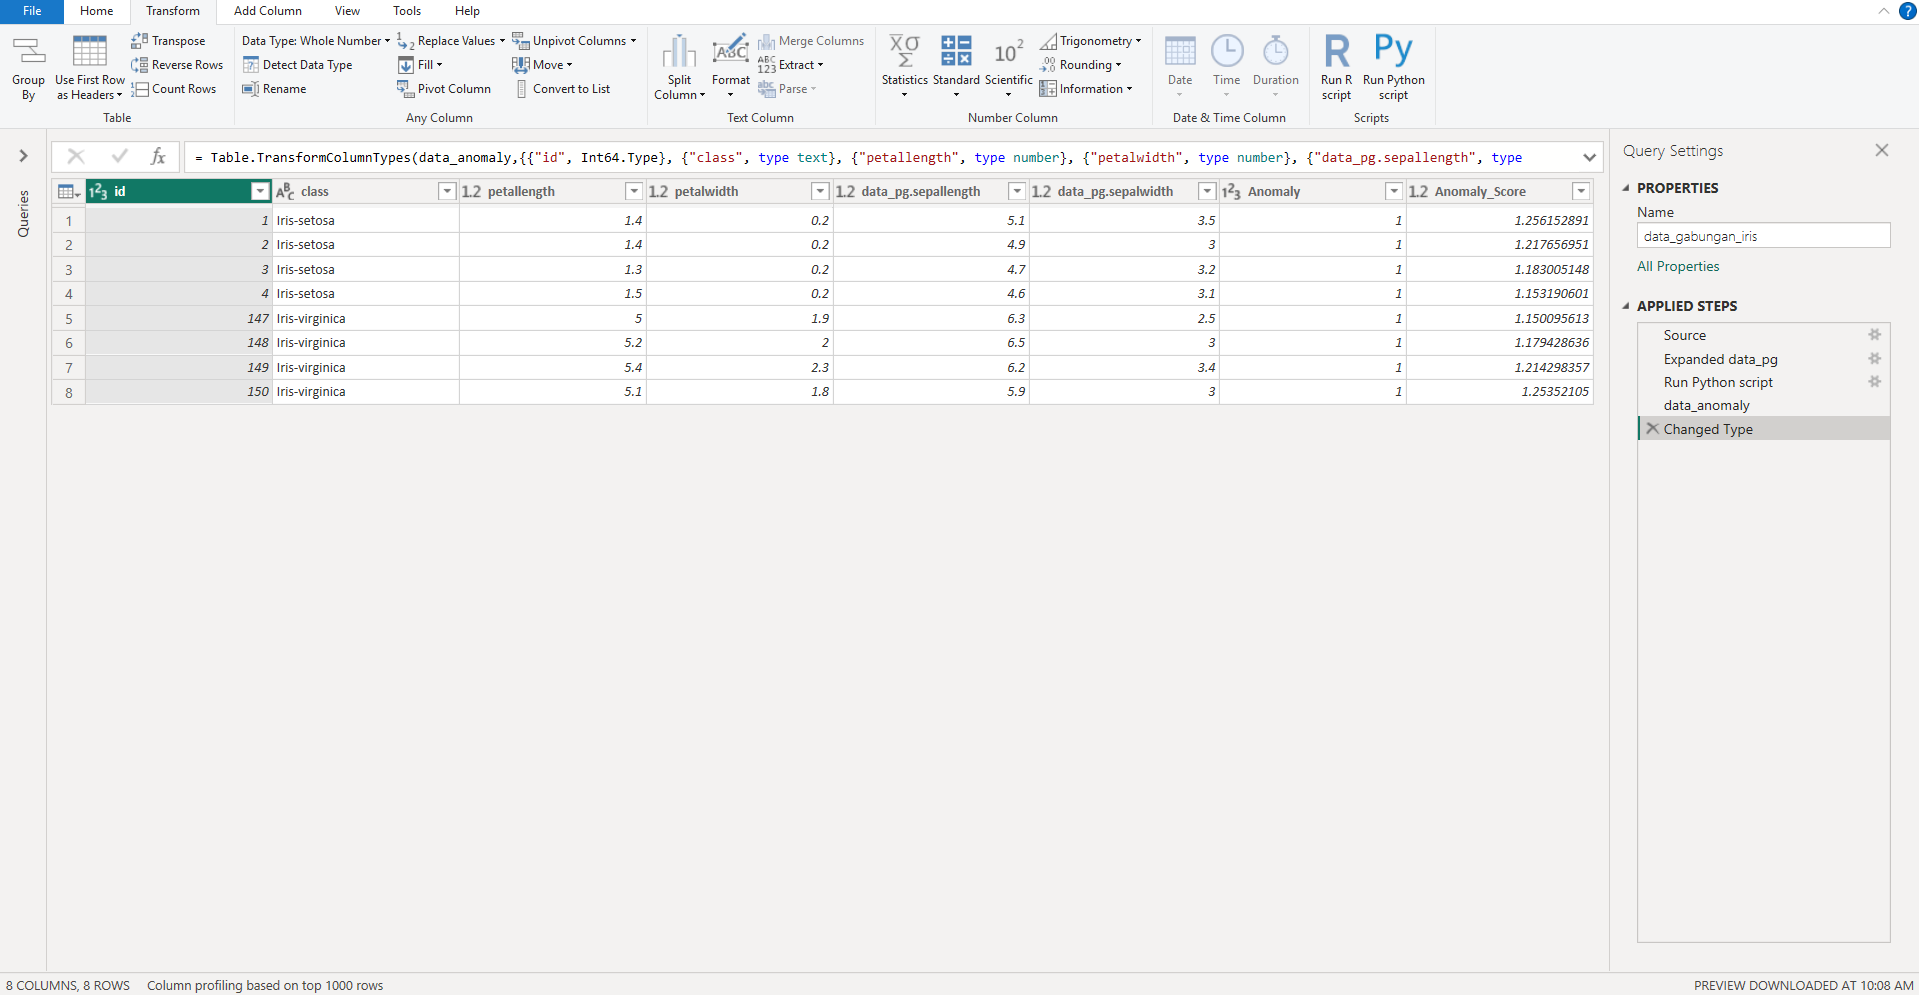 File Home Transform Add Column View Tools Help ?
Group By
Use First Row as Headers
Transpose
Reverse Rows
Count Rows
Table
Data Type: Whole Number
Detect Data Type
Rename
Replace Values
Fill
Pivot Column
Unpivot Columns
Move
Convert to List
Any Column
Split Column
Format
Merge Columns
Extract
Parse
Text Column
Statistics
Standard
Scientific
Trigonometry
Rounding
Information
Number Column
Date
Time
Duration
Date & Time Column
Run R script
Run Python script
Scripts
Queries
fx = Table.TransformColumnTypes(data_anomaly,{{"id", Int64.Type}, {"class", type text}, {"petallength", type number}, {"petalwidth", type number}, {"data_pg.sepallength", type
id class petallength petalwidth data_pg.sepallength data_pg.sepalwidth Anomaly Anomaly_Score
1 1 Iris-setosa 1.4 0.2 5.1 3.5 1 1.256152891
2 2 Iris-setosa 1.4 0.2 4.9 3 1 1.217656951
3 3 Iris-setosa 1.3 0.2 4.7 3.2 1 1.183005148
4 4 Iris-setosa 1.5 0.2 4.6 3.1 1 1.153190601
5 147 Iris-virginica 5 1.9 6.3 2.5 1 1.150095613
6 148 Iris-virginica 5.2 2 6.5 3 1 1.179428636
7 149 Iris-virginica 5.4 2.3 6.2 3.4 1 1.214298357
8 150 Iris-virginica 5.1 1.8 5.9 3 1 1.25352105
Query Settings
PROPERTIES
Name
data_gabungan_iris
All Properties
APPLIED STEPS
Source
Expanded data_pg
Run Python script
data_anomaly
Changed Type
8 COLUMNS, 8 ROWS Column profiling based on top 1000 rows PREVIEW DOWNLOADED AT 10:08 AM